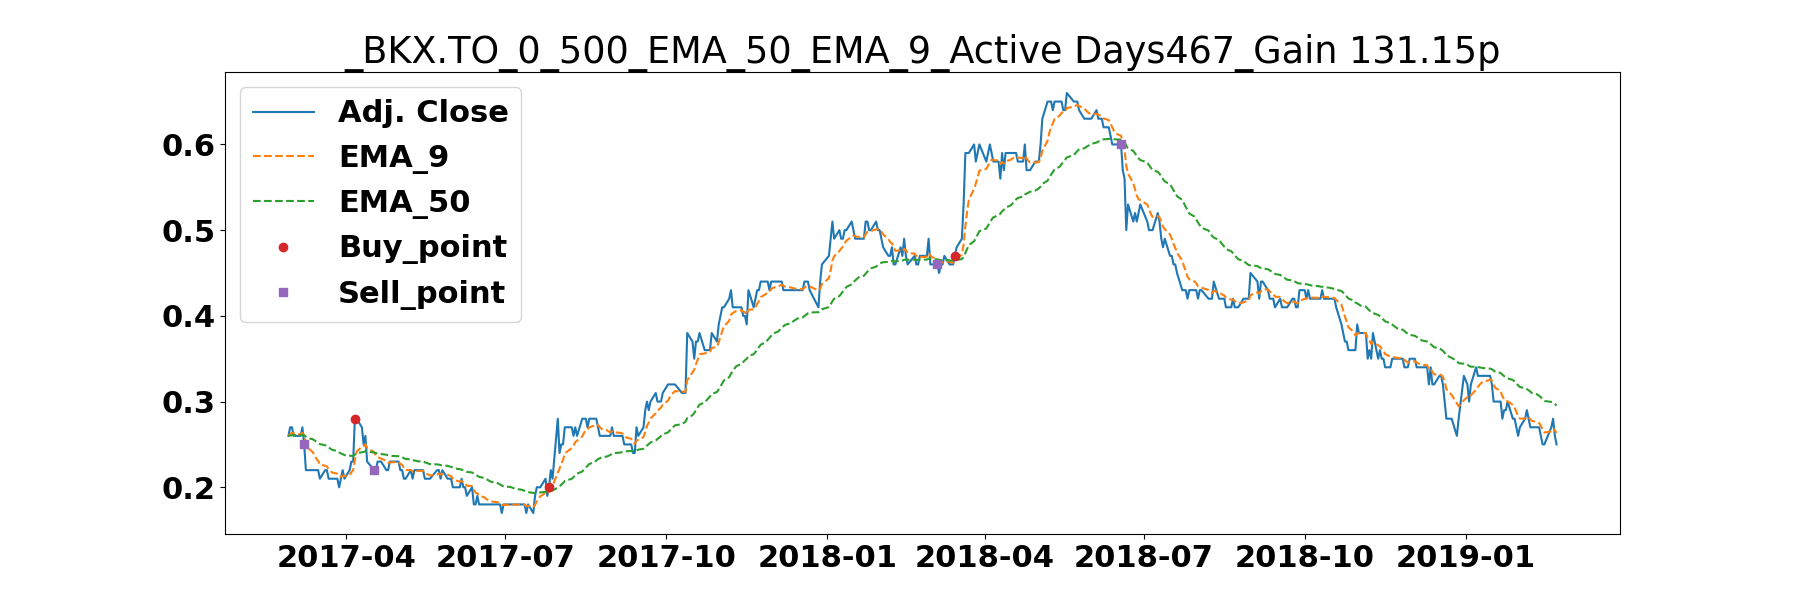 _BKX.TO_0_500_EMA_50_EMA_9_Active Days467_Gain 131.15p
Adj. Close
EMA_9
EMA_50
Buy_point
Sell_point
0.6
0.5
0.4
0.3
0.2
2017-04 2017-07 2017-10 2018-01 2018-04 2018-07 2018-10 2019-01